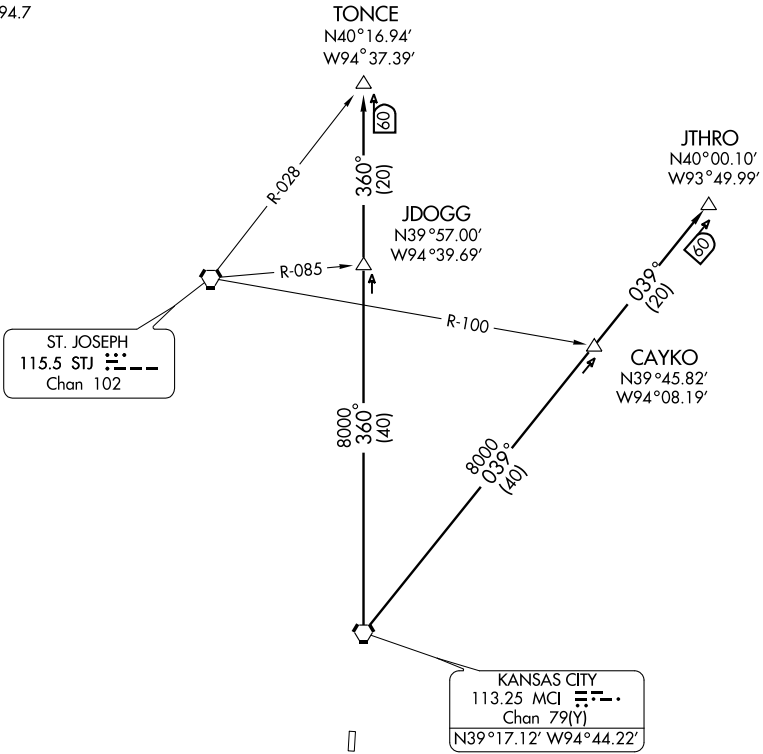 94.7
TONCE
N40°16.94′
W94°37.39′
60
JTHRO
N40°00.10′
W93°49.99′
60
R-028
360°
(20)
JDOGG
N39°57.00′
W94°39.69′
R-085
039°
(20)
R-100
ST. JOSEPH
115.5 STJ
Chan 102
CAYKO
N39°45.82′
W94°08.19′
8000
360°
(40)
8000
039°
(40)
KANSAS CITY
113.25 MCI
Chan 79(Y)
N39°17.12′ W94°44.22′